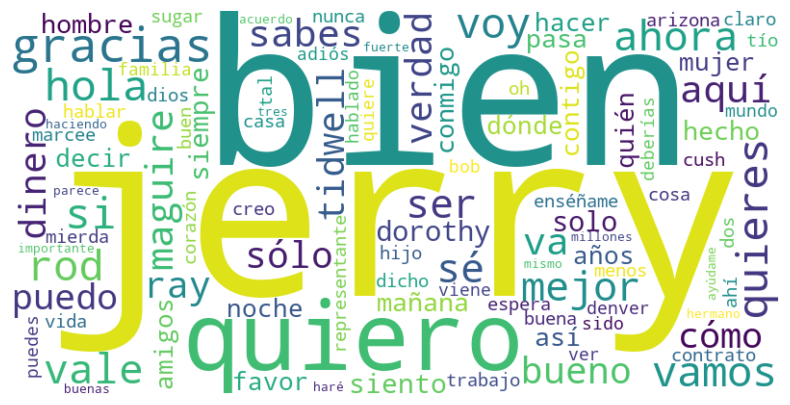 hombre
sugar
acuerdo
nunca
sabes
adiós
fuerte
voy
hacer
pasa
arizona
claro
ahora
tío
gracias
bien
hola
familia
dios
tal
oh
tres
casa
verdad
conmigo
contigo
mujer
aquí
mundo
hablar
haciendo
marcee
buen
siempre
tidwell
hablado
quiere
dónde
quién
deberías
hecho
dinero
decir
maguire
jerry
bob
cush
quieres
parece
si
corazón
creo
ser
enséñame
cosa
mierda
importante
sólo
dorothy
va
solo
dos
rod
ray
hijo
sé
millones
años
mismo
menos
ahí
ayúdame
puedo
noche
representante
dicho
viene
mejor
mañana
espera
denver
hermano
puedes
vida
amigos
quiero
buena
sido
cómo
así
ver
contrato
vale
favor
haré
siento
trabajo
bueno
vamos
buenas